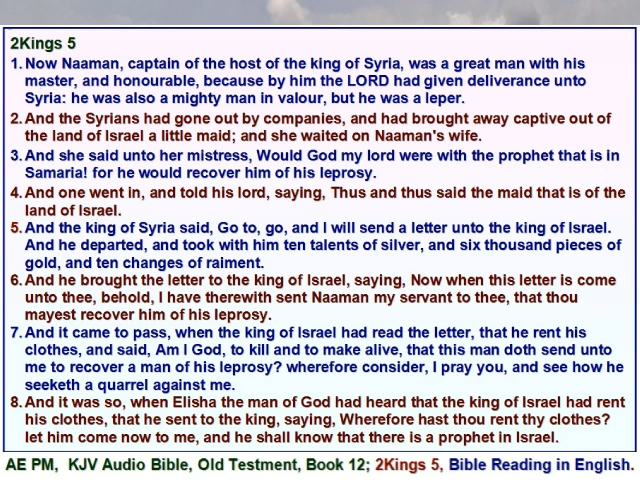 2Kings 5
1. Now Naaman, captain of the host of the king of Syria, was a great man with his
master, and honourable, because by him the LORD had given deliverance unto
Syria: he was also a mighty man in valour, but he was a leper.
2. And the Syrians had gone out by companies, and had brought away captive out of
the land of Israel a little maid; and she waited on Naaman's wife.
3. And she said unto her mistress, Would God my lord were with the prophet that is in
Samaria! for he would recover him of his leprosy.
4. And one went in, and told his lord, saying, Thus and thus said the maid that is of the
land of Israel.
5. And the king of Syria said, Go to, go, and I will send a letter unto the king of Israel.
And he departed, and took with him ten talents of silver, and six thousand pieces of
gold, and ten changes of raiment.
6. And he brought the letter to the king of Israel, saying, Now when this letter is come
unto thee, behold, I have therewith sent Naaman my servant to thee, that thou
mayest recover him of his leprosy.
7. And it came to pass, when the king of Israel had read the letter, that he rent his
clothes, and said, Am I God, to kill and to make alive, that this man doth send unto
me to recover a man of his leprosy? wherefore consider, I pray you, and see how he
seeketh a quarrel against me.
8. And it was so, when Elisha the man of God had heard that the king of Israel had rent
his clothes, that he sent to the king, saying, Wherefore hast thou rent thy clothes?
let him come now to me, and he shall know that there is a prophet in Israel.
AE PM, KJV Audio Bible, Old Testment, Book 12; 2Kings 5, Bible Reading in English.